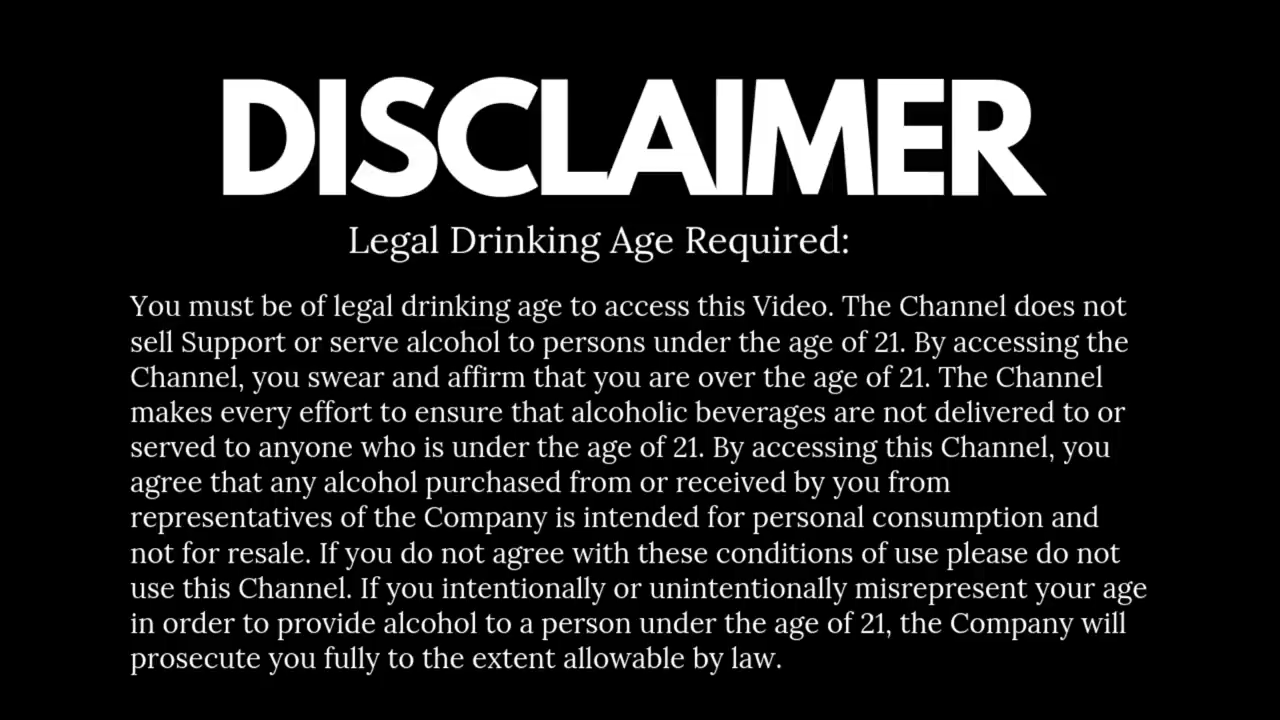 DISCLAIMER
Legal Drinking Age Required:
You must be of legal drinking age to access this Video. The Channel does not
sell Support or serve alcohol to persons under the age of 21. By accessing the
Channel, you swear and affirm that you are over the age of 21. The Channel
makes every effort to ensure that alcoholic beverages are not delivered to or
served to anyone who is under the age of 21. By accessing this Channel, you
agree that any alcohol purchased from or received by you from
representatives of the Company is intended for personal consumption and
not for resale. If you do not agree with these conditions of use please do not
use this Channel. If you intentionally or unintentionally misrepresent your age
in order to provide alcohol to a person under the age of 21, the Company will
prosecute you fully to the extent allowable by law.